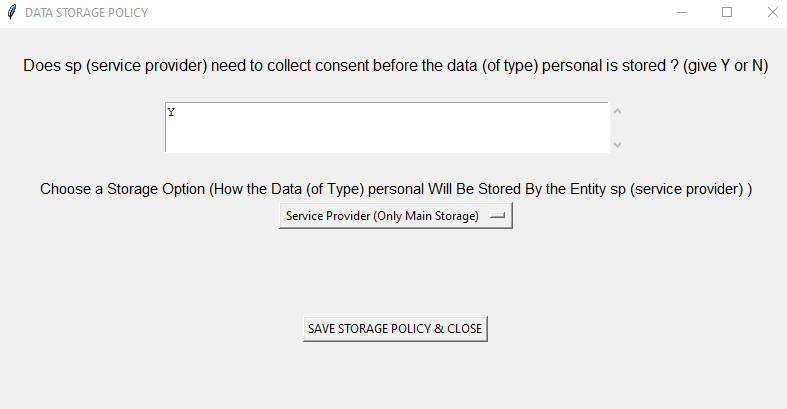 DATA STORAGE POLICY
Does sp (service provider) need to collect consent before the data (of type) personal is stored ? (give Y or N)
Y
Choose a Storage Option (How the Data (of Type) personal Will Be Stored By the Entity sp (service provider) )
Service Provider (Only Main Storage)
SAVE STORAGE POLICY & CLOSE